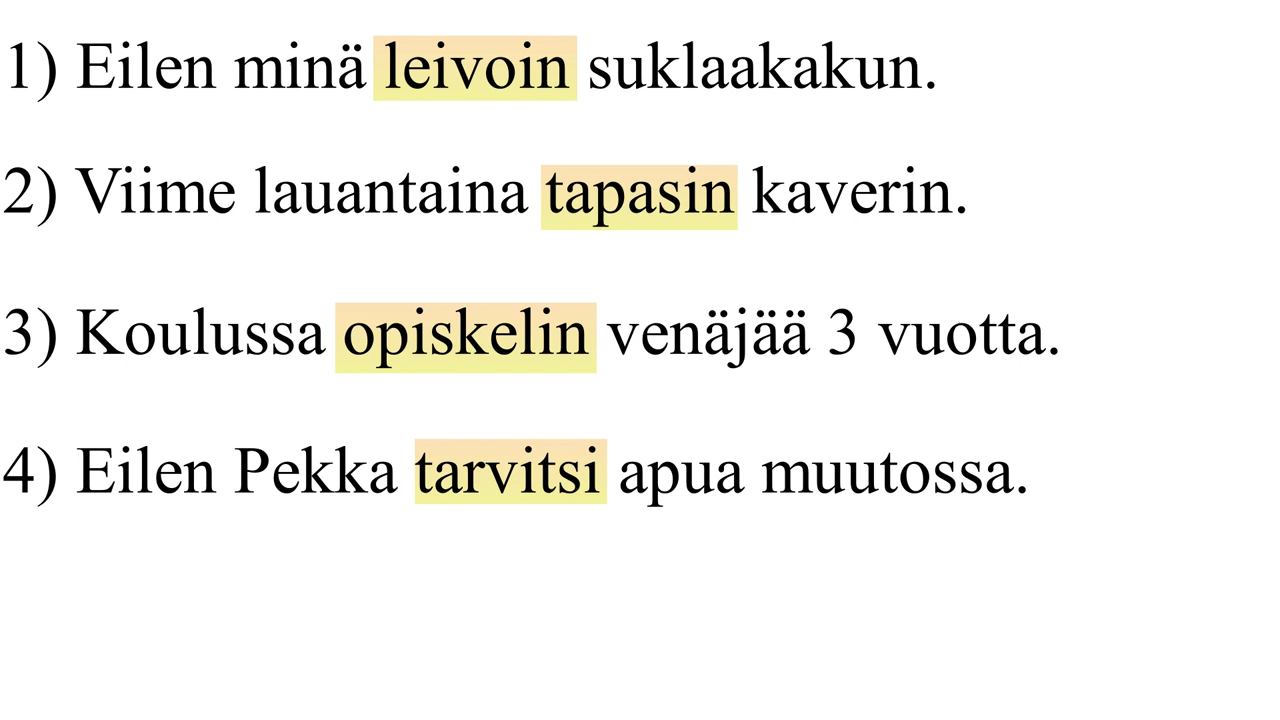 1) Eilen minä leivoin suklaakakun.
2) Viime lauantaina tapasin kaverin.
3) Koulussa opiskelin venäjää 3 vuotta.
4) Eilen Pekka tarvitsi apua muutossa.